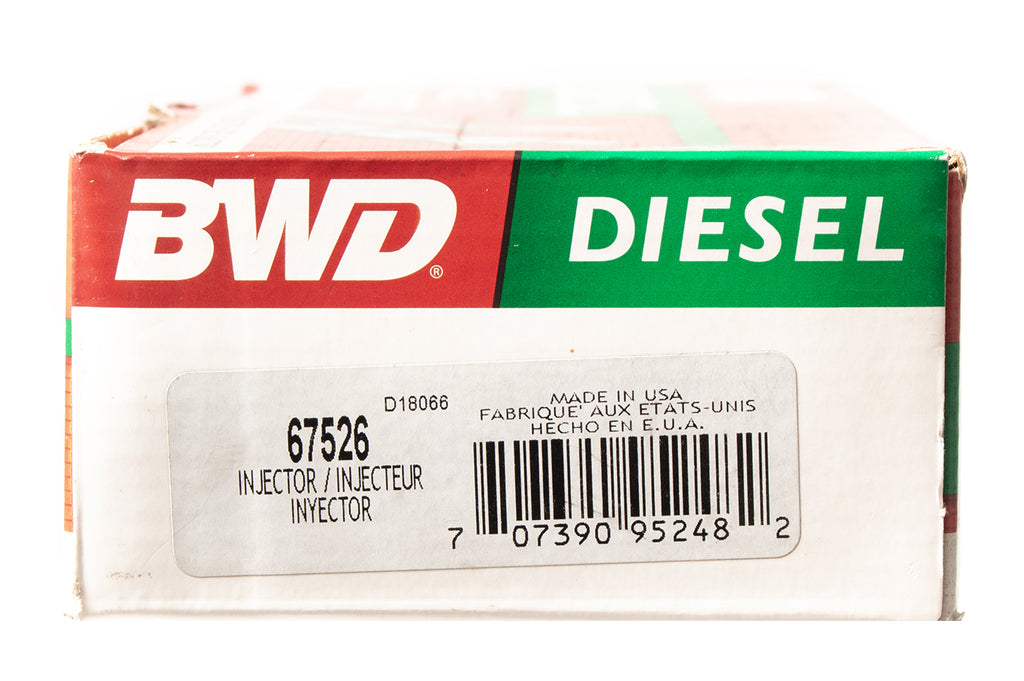 BWD® DIESEL
D18066
67526
INJECTOR / INJECTEUR
INYECTOR
MADE IN USA
FABRIQUE' AUX ETATS-UNIS
HECHO EN E.U.A.
7 07390 95248 2